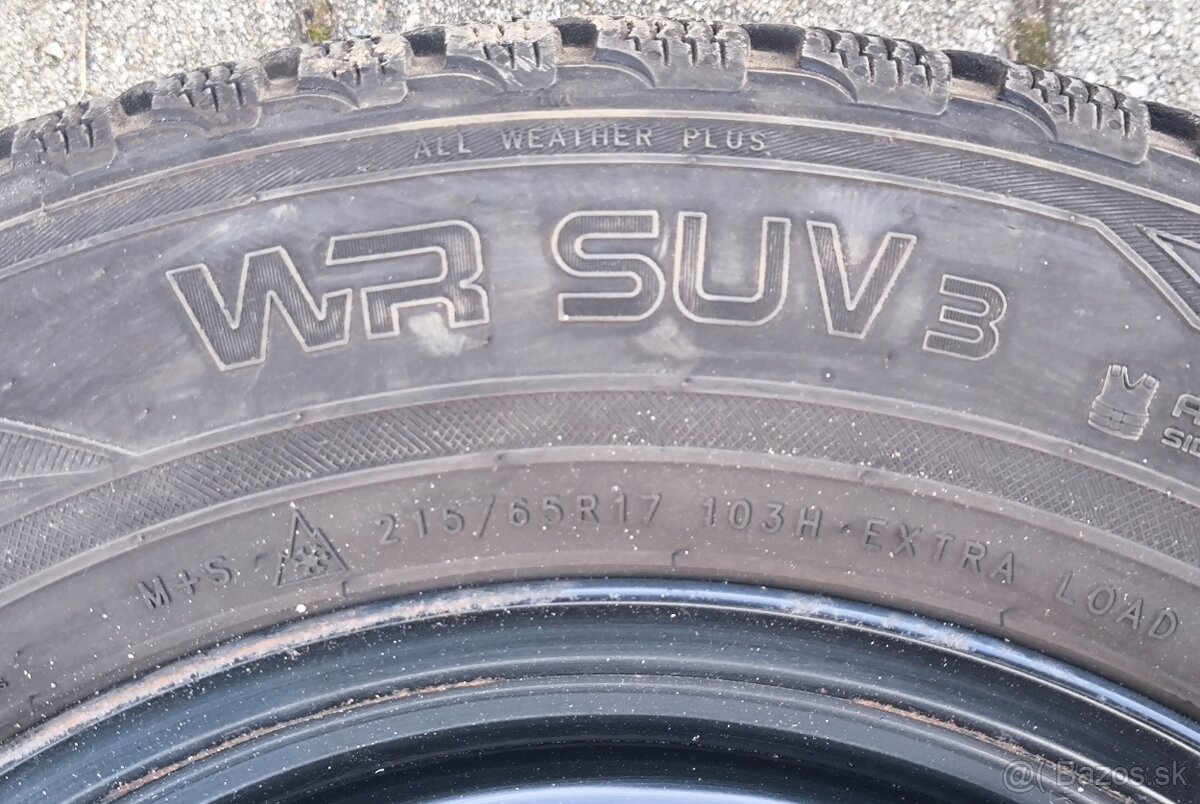 ALL WEATHER PLUS
WR SUV 3
M+S 215/65R17 103H EXTRA LOAD
@( Bazos.sk